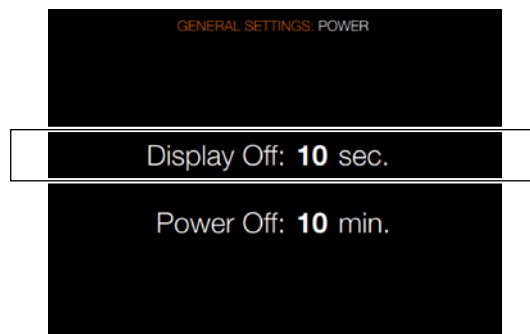 GENERAL SETTINGS: POWER
Display Off: 10 sec.
Power Off: 10 min.